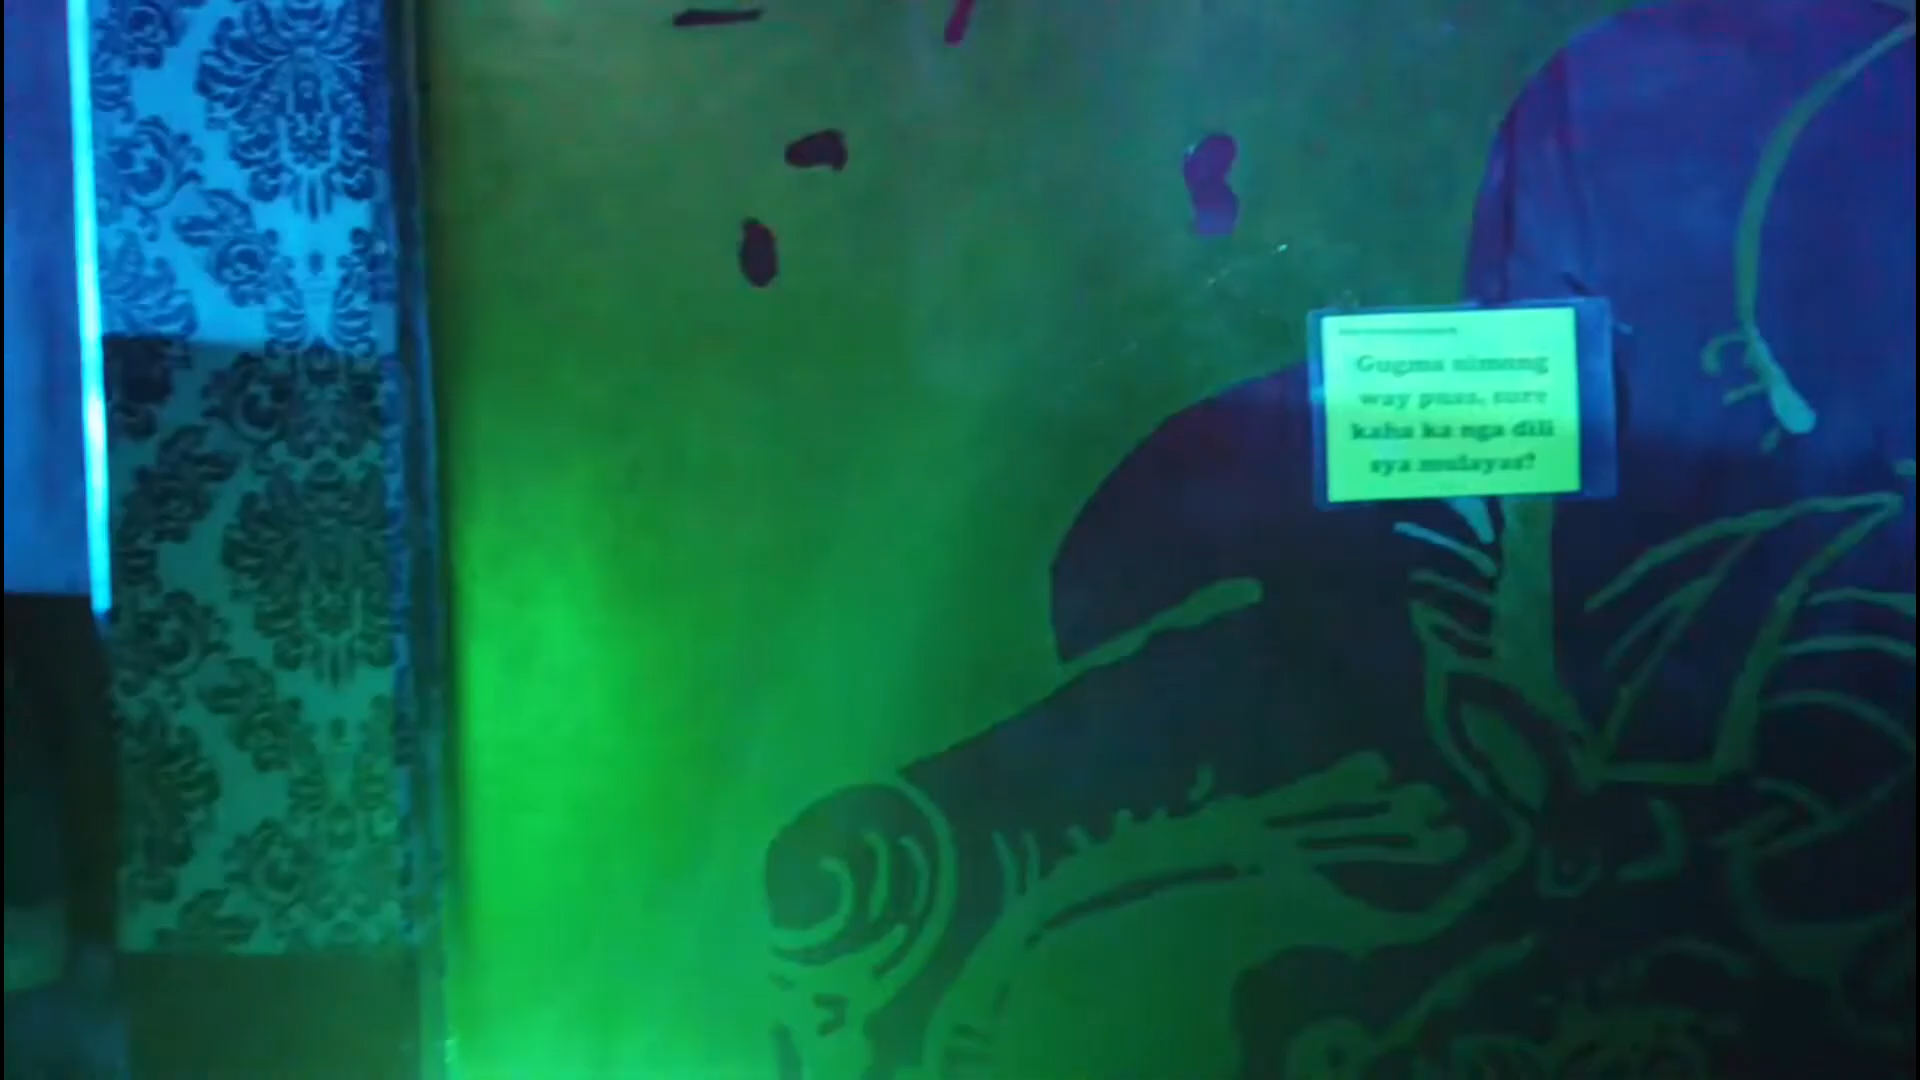 Gugma nimong
way puas, sure
kaha ka nga dili
sya mulayas?